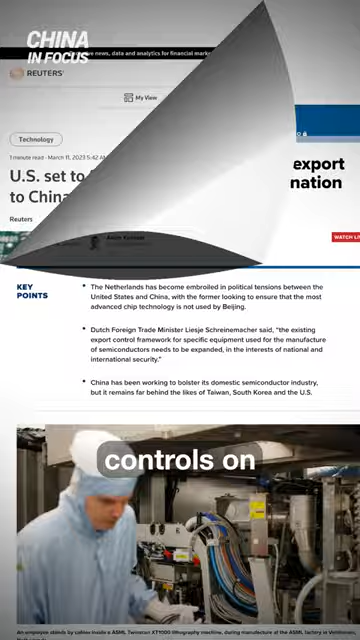 CHINA
IN FOCUS
news, data and analytics for financial
REUTERS
My View
Technology
1 minute read · March 11, 2023 5:42 AM
U.S. set to
to China
Reuters
export
nation
WATCH LIV
KEY
POINTS
The Netherlands has become embroiled in political tensions between the
United States and China, with the former looking to ensure that the most
advanced chip technology is not used by Beijing.
Dutch Foreign Trade Minister Liesje Schreinemacher said, “the existing
export control framework for specific equipment used for the manufacture
of semiconductors needs to be expanded, in the interests of national and
international security.”
China has been working to bolster its domestic semiconductor industry,
but it remains far behind the likes of Taiwan, South Korea and the U.S.
controls on
An employee stands by cables inside a ASML Twinscan XT1000 lithography machine, during manufacture at the ASML factory in